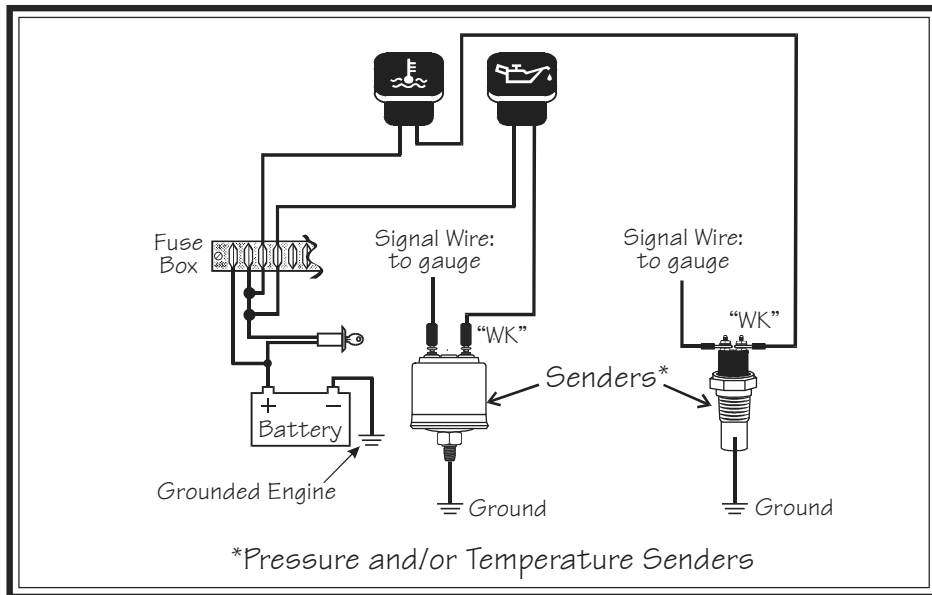 Fuse
Box
Signal Wire:
to gauge
Signal Wire:
to gauge
“WK”
“WK”
Senders*
+ −
Battery
Grounded Engine
Ground
Ground
*Pressure and/or Temperature Senders